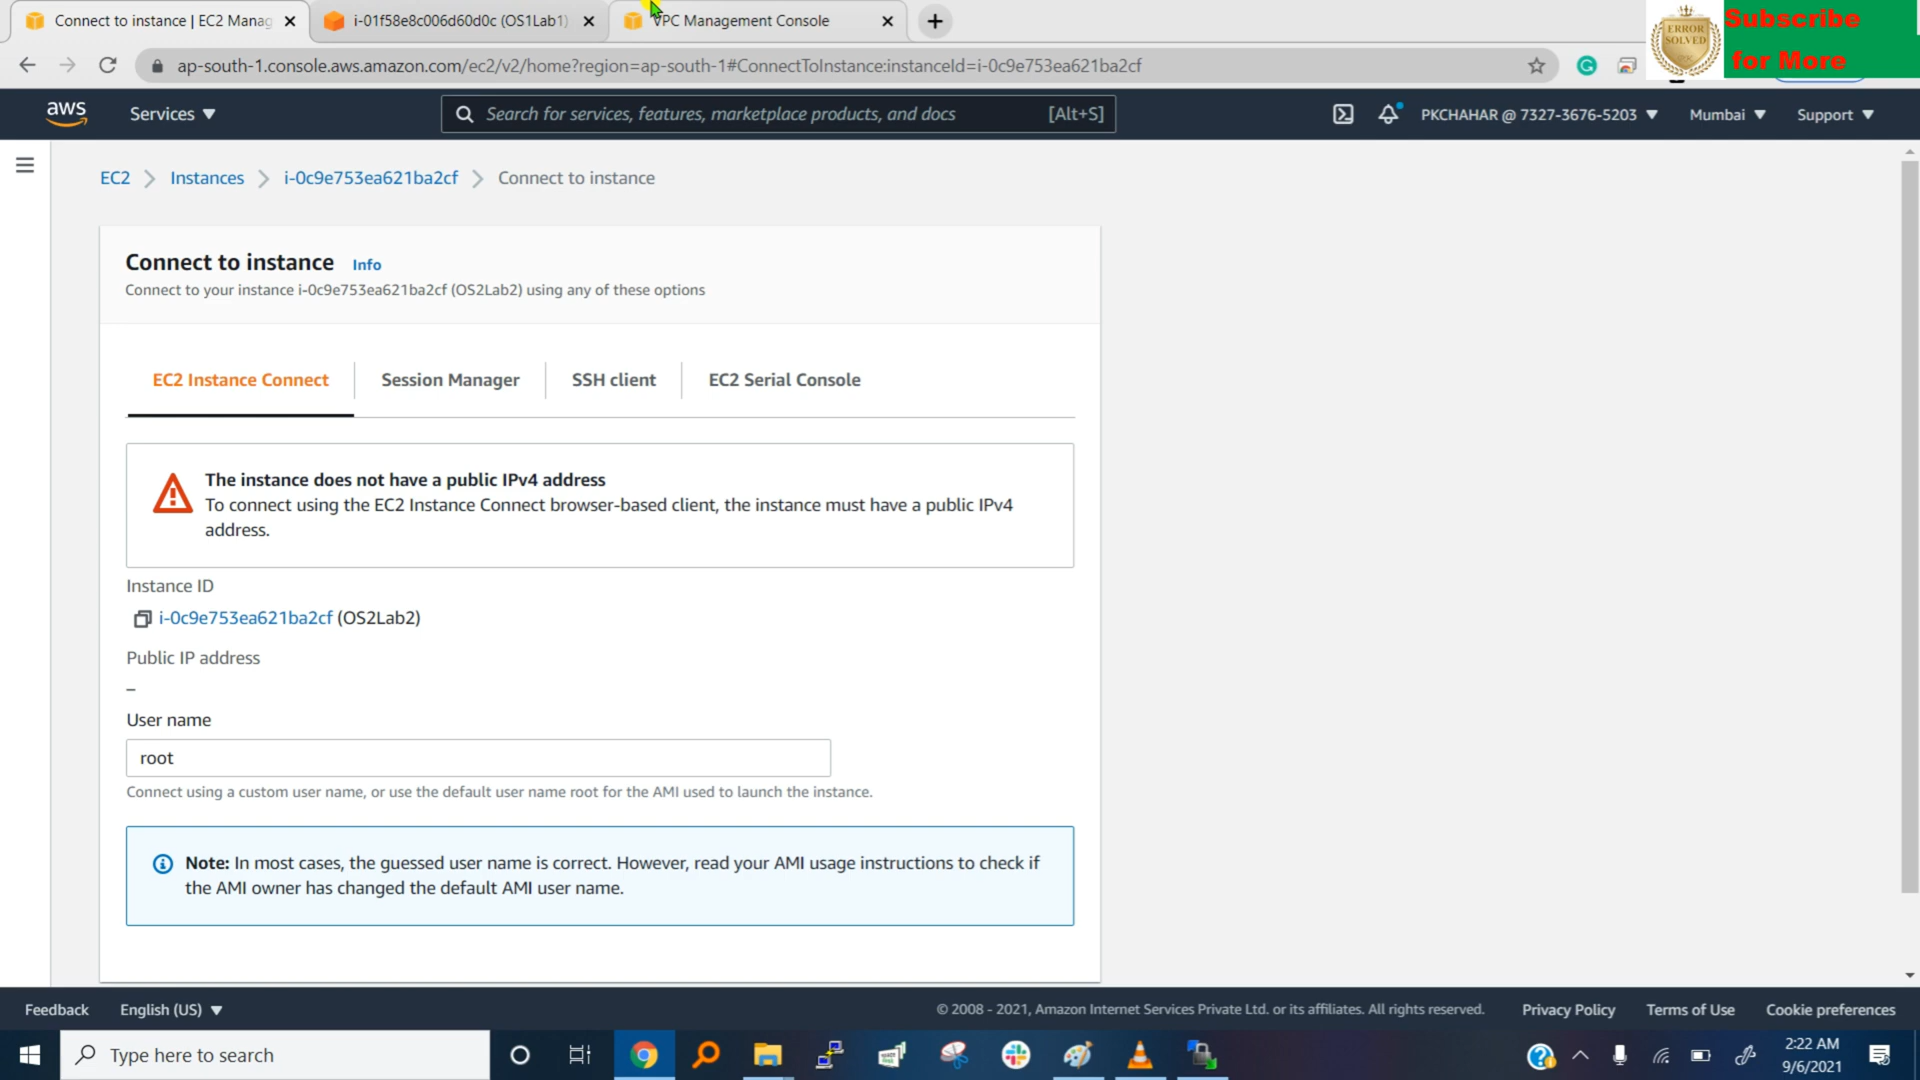 Connect to instance | EC2 Manag
i-01f58e8c006d60d0c (OS1Lab1)
VPC Management Console
ERROR
SOLVED
Subscribe
for More
ap-south-1.console.aws.amazon.com/ec2/v2/home?region=ap-south-1#ConnectToInstance:instanceId=i-0c9e753ea621ba2cf
aws
Services
Search for services, features, marketplace products, and docs
[Alt+S]
PKCHAHAR @ 7327-3676-5203
Mumbai
Support
EC2
Instances
i-0c9e753ea621ba2cf
Connect to instance
Connect to instance
Info
Connect to your instance i-0c9e753ea621ba2cf (OS2Lab2) using any of these options
EC2 Instance Connect
Session Manager
SSH client
EC2 Serial Console
The instance does not have a public IPv4 address
To connect using the EC2 Instance Connect browser-based client, the instance must have a public IPv4
address.
Instance ID
i-0c9e753ea621ba2cf (OS2Lab2)
Public IP address
–
User name
root
Connect using a custom user name, or use the default user name root for the AMI used to launch the instance.
Note: In most cases, the guessed user name is correct. However, read your AMI usage instructions to check if
the AMI owner has changed the default AMI user name.
Feedback
English (US)
© 2008 - 2021, Amazon Internet Services Private Ltd. or its affiliates. All rights reserved.
Privacy Policy
Terms of Use
Cookie preferences
Type here to search
2:22 AM
9/6/2021